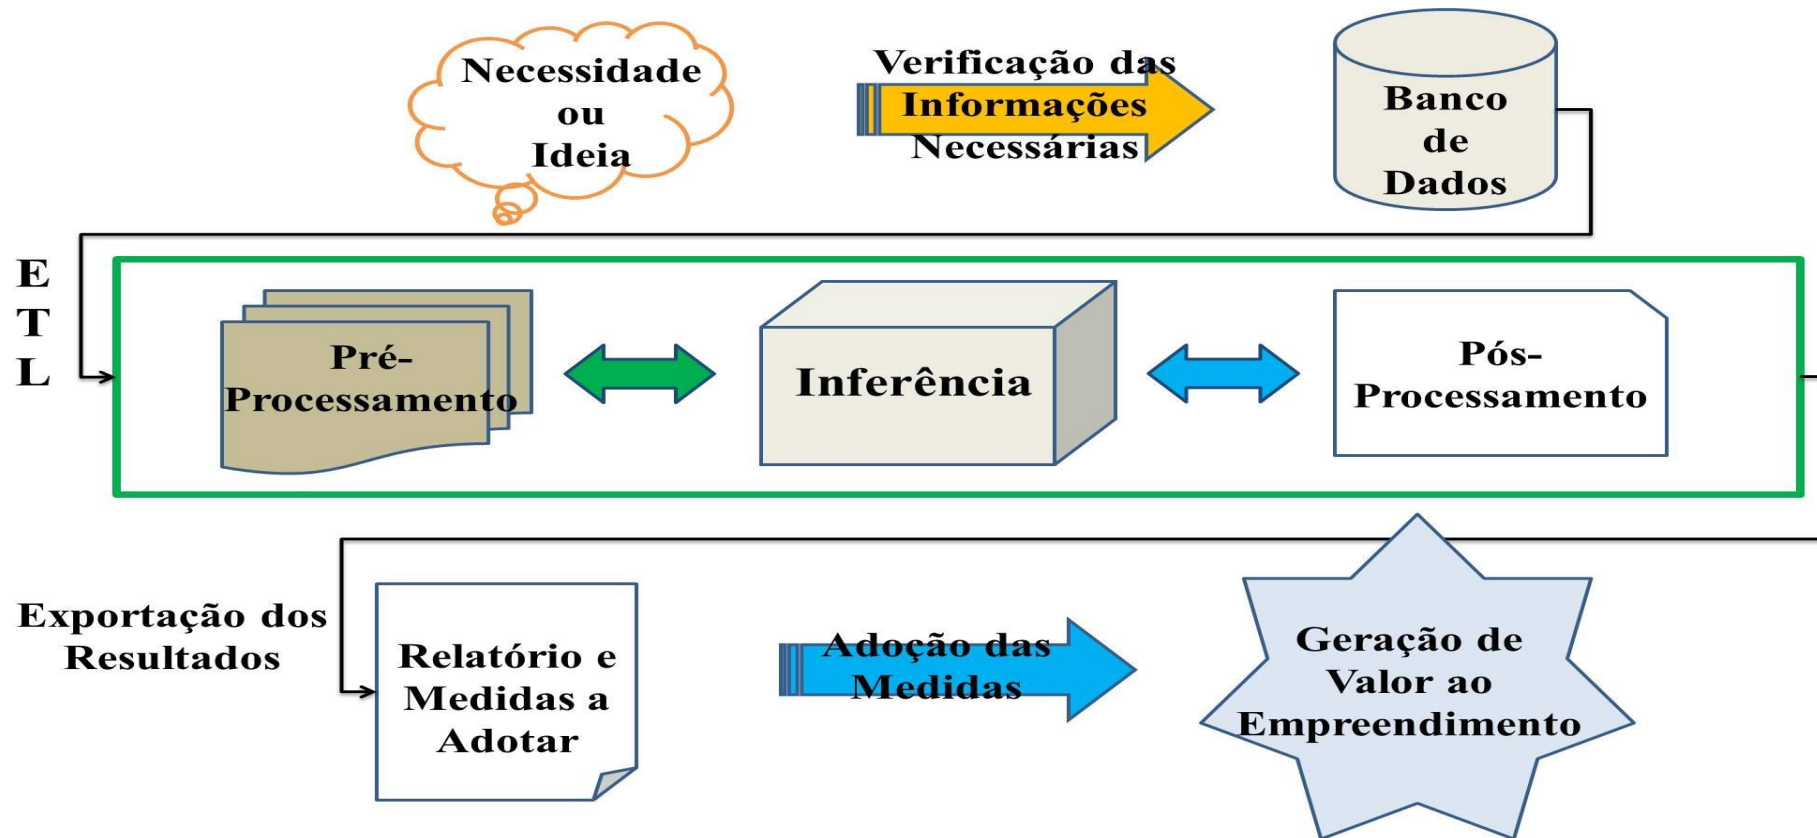 Necessidade
ou
Ideia
Verificação das
Informações
Necessárias
Banco
de
Dados
E
T
L
Pré-
Processamento
Inferência
Pós-
Processamento
Exportação dos
Resultados
Relatório e
Medidas a
Adotar
Adoção das
Medidas
Geração de
Valor ao
Empreendimento